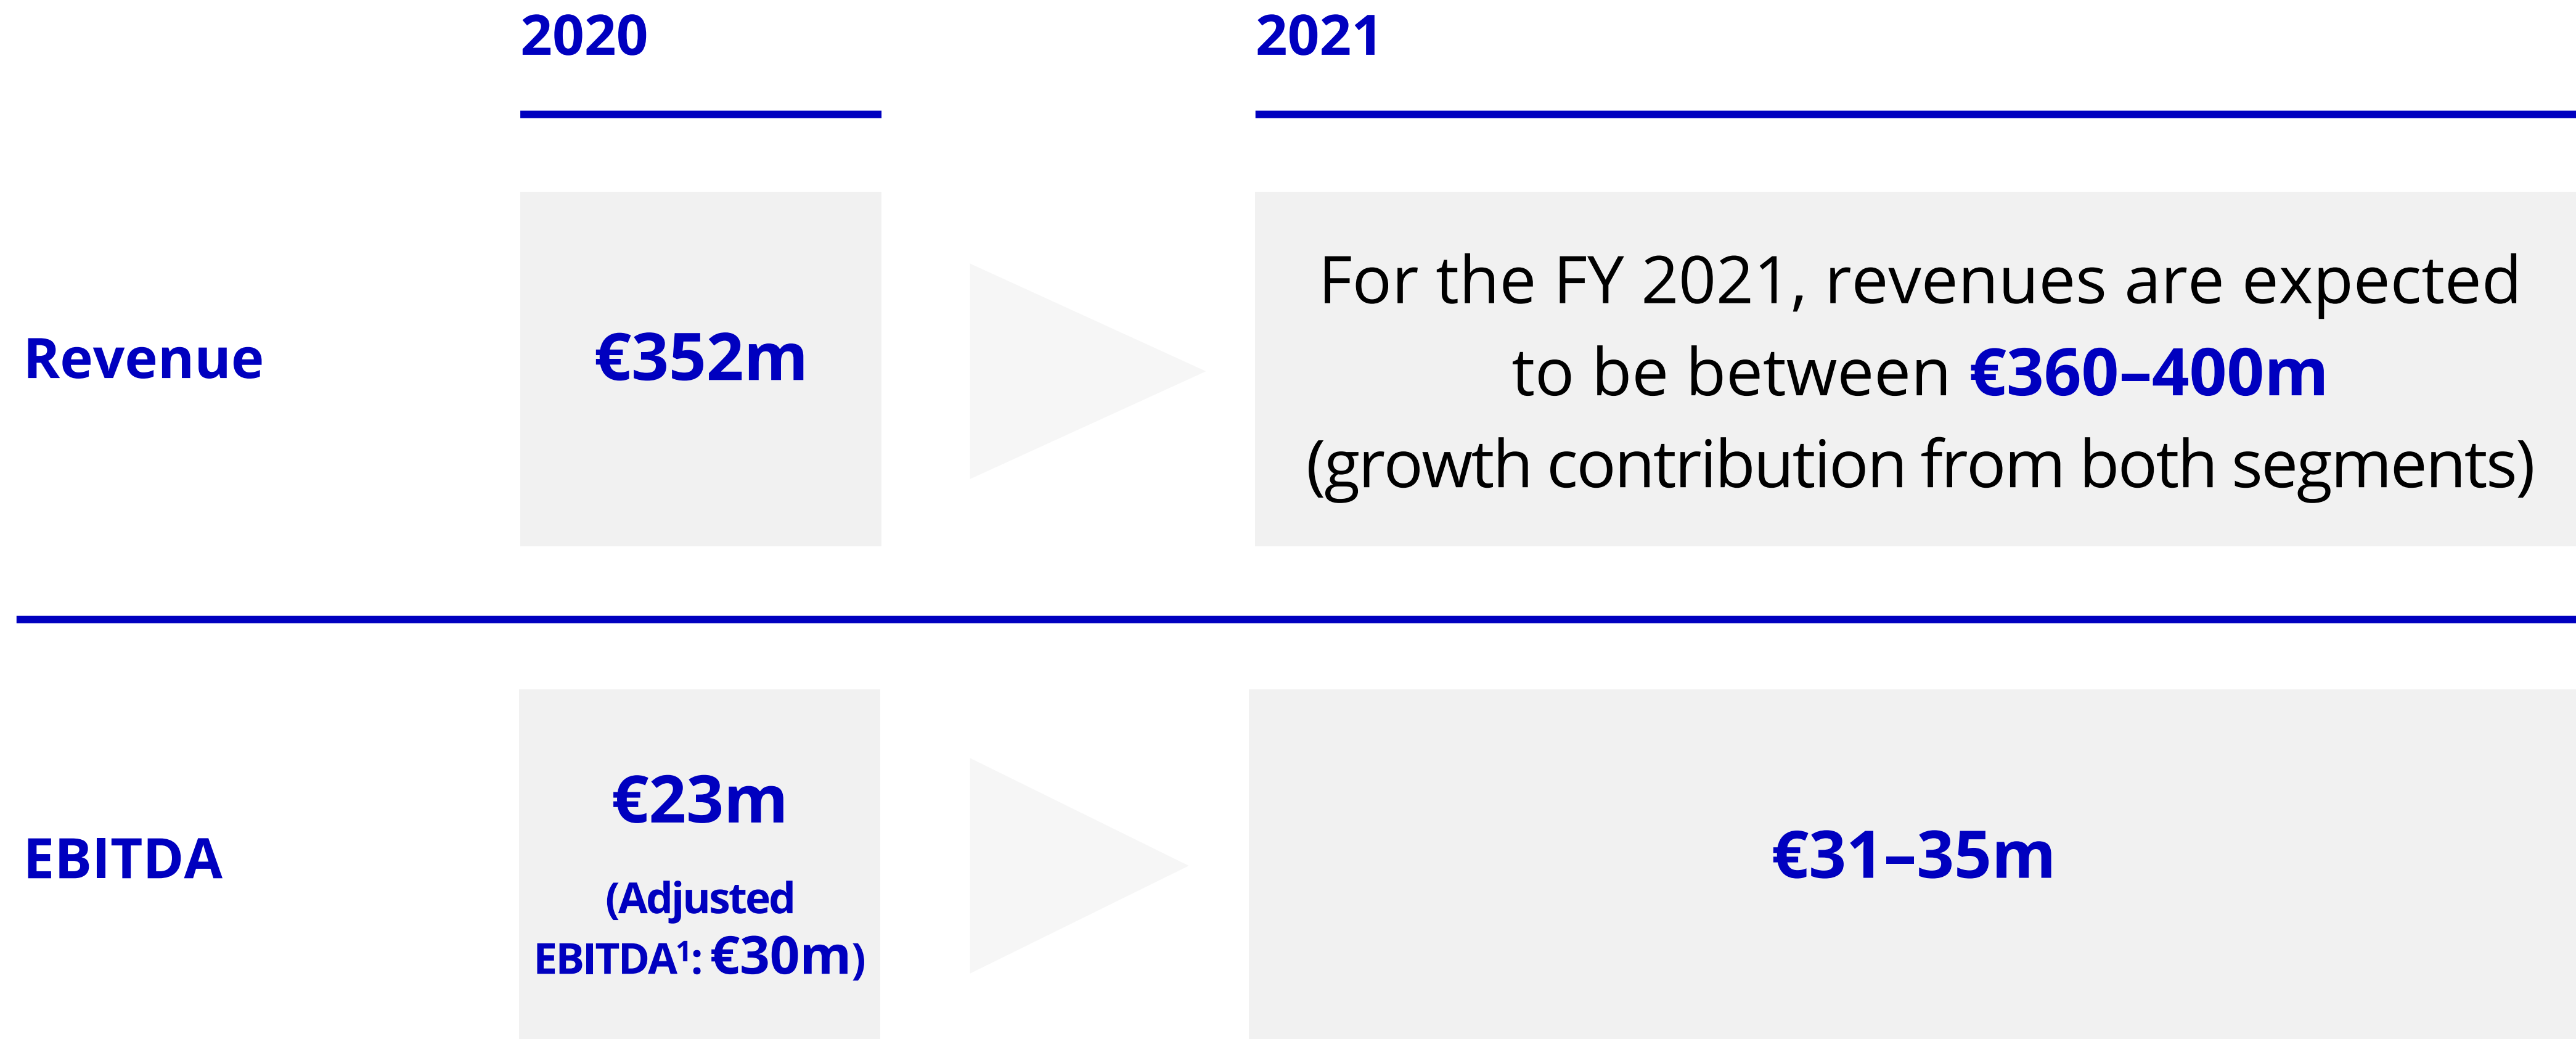 2020
2021
Revenue
€352m
For the FY 2021, revenues are expected
to be between €360–400m
(growth contribution from both segments)
EBITDA
€23m
(Adjusted
EBITDA¹: €30m)
€31–35m